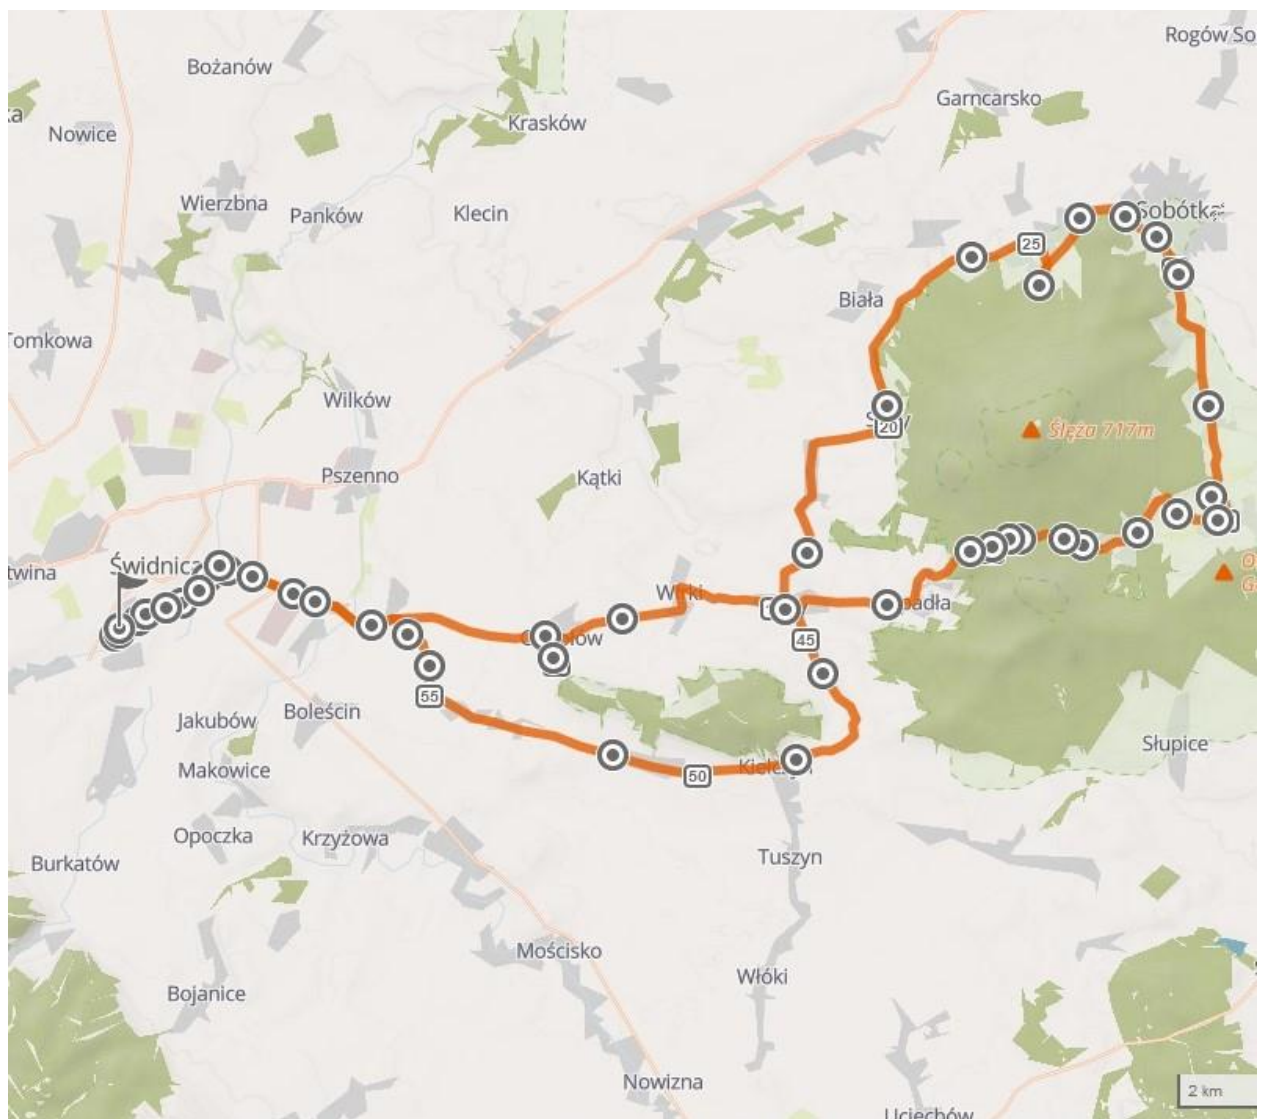 Rogów So
Bożanów
Garncarsko
Krasków
Nowice
Wierzbna
Panków
Klecin
Sobótka
25
Biała
Tomkowa
Wilków
20
Ślęża 717m
Pszenno
Kątki
Świdnica
twina
Wirki
adła
45
55
Boleścin
Jakubów
Słupice
Makowice
50
Opoczka
Krzyżowa
Burkatów
Tuszyn
Mościsko
Włóki
Bojanice
Nowizna
2 km
Uciechów